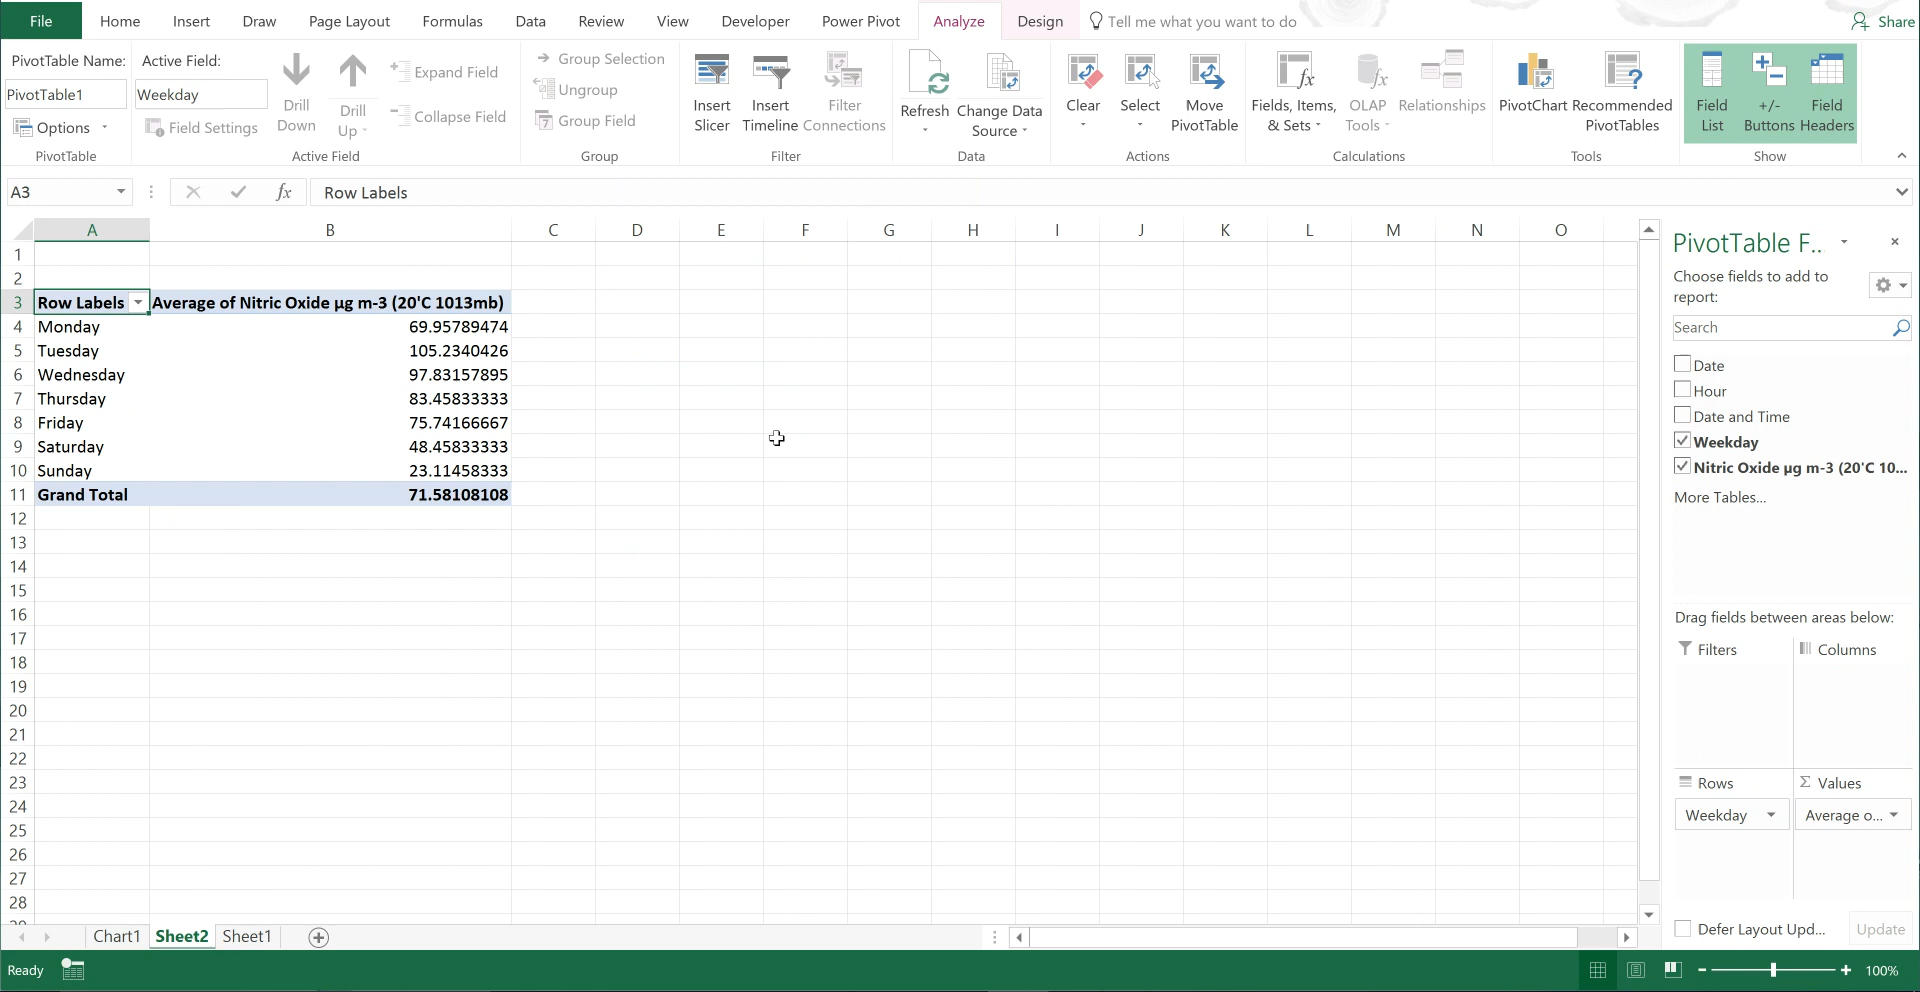 File Home Insert Draw Page Layout Formulas Data Review View Developer Power Pivot Analyze Design Tell me what you want to do Share
PivotTable Name:
PivotTable1
Options
PivotTable
Active Field:
Weekday
Field Settings
Drill Down
Drill Up
Expand Field
Collapse Field
Active Field
Group Selection
Ungroup
Group Field
Group
Insert Slicer
Insert Timeline
Filter Connections
Filter
Refresh
Change Data Source
Data
Clear
Select
Move PivotTable
Actions
Fields, Items, & Sets
OLAP Tools
Relationships
Calculations
PivotChart
Recommended PivotTables
Tools
Field List
+/- Buttons
Field Headers
Show
A3 fx Row Labels
A B C D E F G H I J K L M N O
1
2
3 Row Labels Average of Nitric Oxide µg m-3 (20'C 1013mb)
4 Monday 69.95789474
5 Tuesday 105.2340426
6 Wednesday 97.83157895
7 Thursday 83.45833333
8 Friday 75.74166667
9 Saturday 48.45833333
10 Sunday 23.11458333
11 Grand Total 71.58108108
12
13
14
15
16
17
18
19
20
21
22
23
24
25
26
27
28
PivotTable F...
Choose fields to add to
report:
Search
Date
Hour
Date and Time
Weekday
Nitric Oxide µg m-3 (20'C 10...
More Tables...
Drag fields between areas below:
Filters Columns
Rows Σ Values
Weekday Average o...
Defer Layout Upd... Update
Chart1 Sheet2 Sheet1
Ready 100%